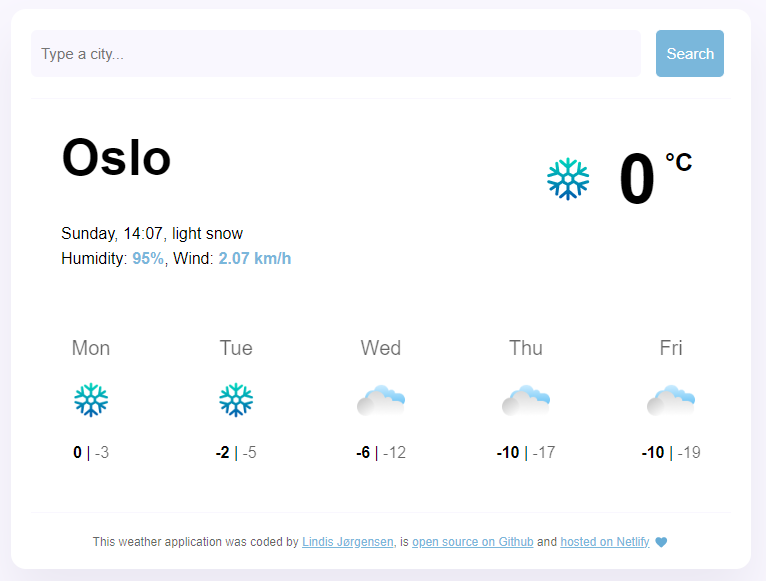 Type a city...
Search
Oslo
0 °C
Sunday, 14:07, light snow
Humidity: 95%, Wind: 2.07 km/h
Mon Tue Wed Thu Fri
0 | -3 -2 | -5 -6 | -12 -10 | -17 -10 | -19
This weather application was coded by Lindis Jørgensen, is open source on Github and hosted on Netlify